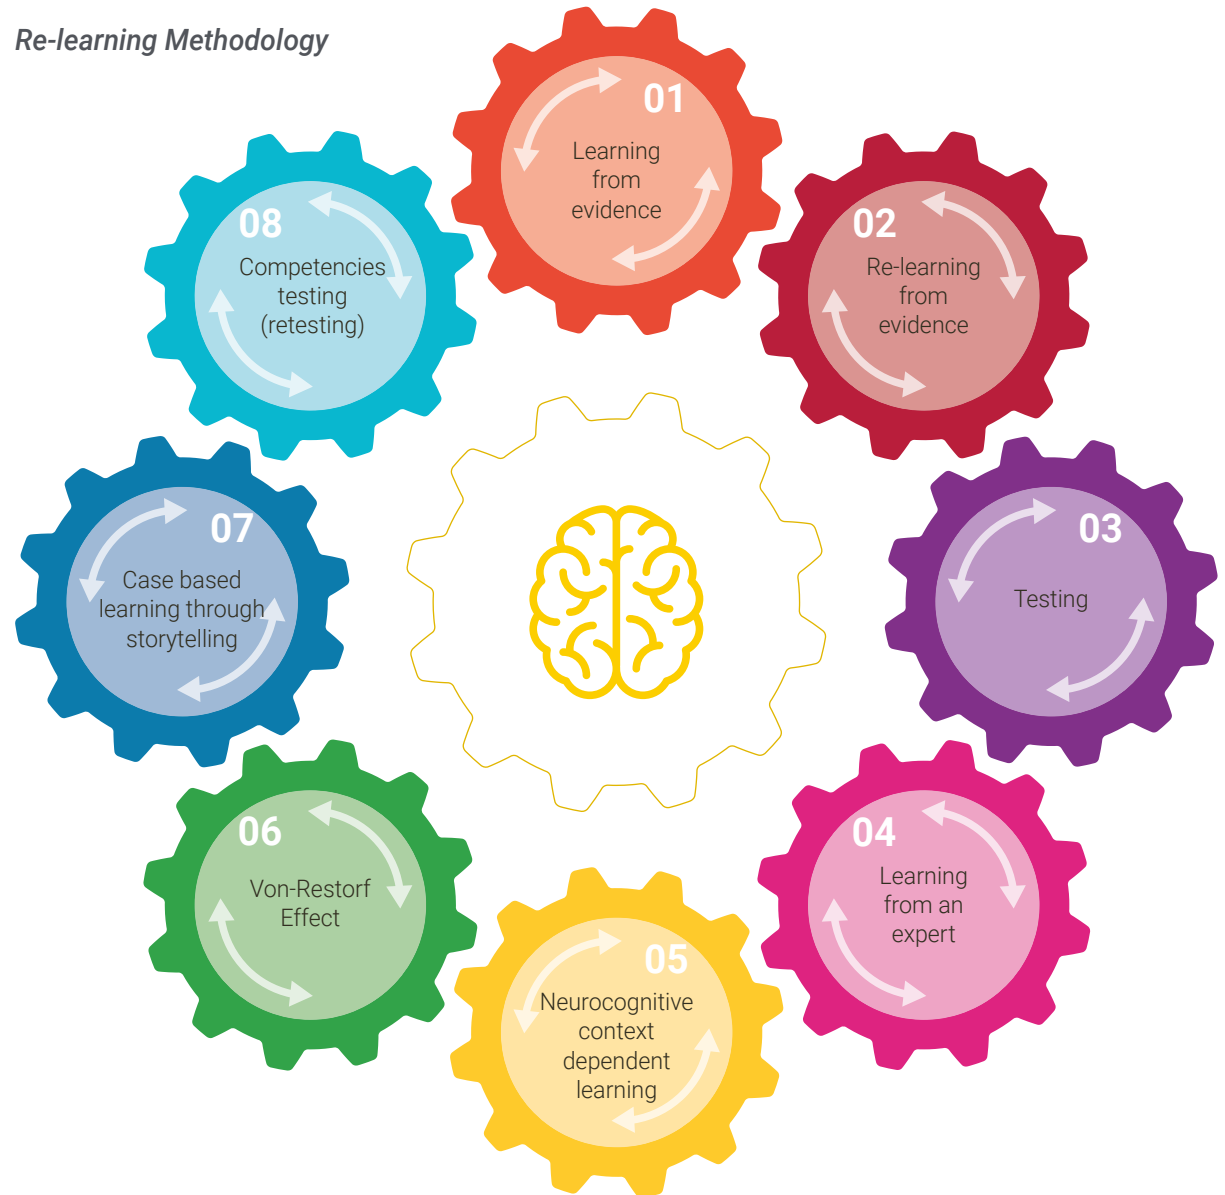 Re-learning Methodology
01
Learning
from
evidence
02
Re-learning
from
evidence
03
Testing
04
Learning
from an
expert
05
Neurocognitive
context
dependent
learning
06
Von-Restorf
Effect
07
Case based
learning through
storytelling
08
Competencies
testing
(retesting)